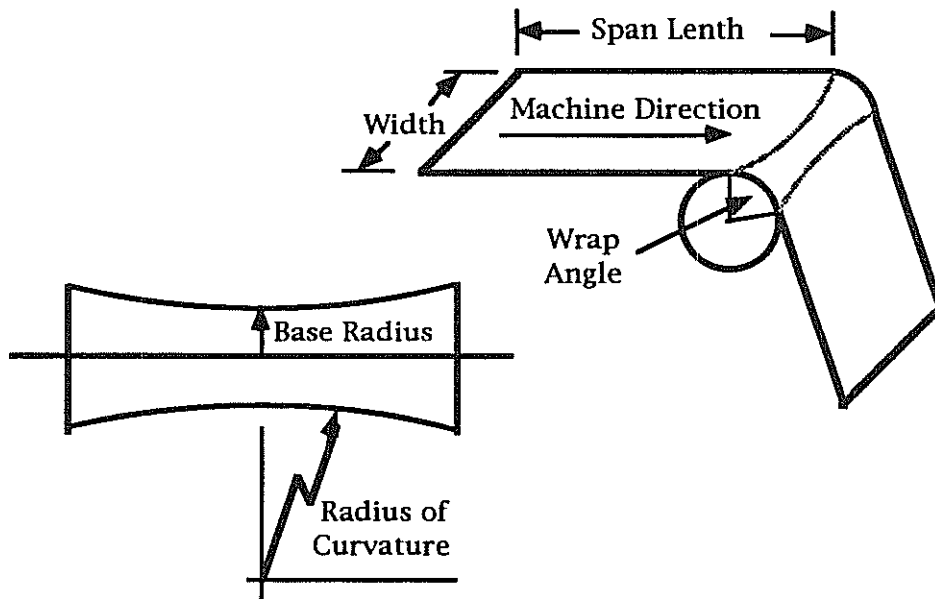 Span Lenth
Machine Direction
Width
Wrap
Angle
Base Radius
Radius of
Curvature